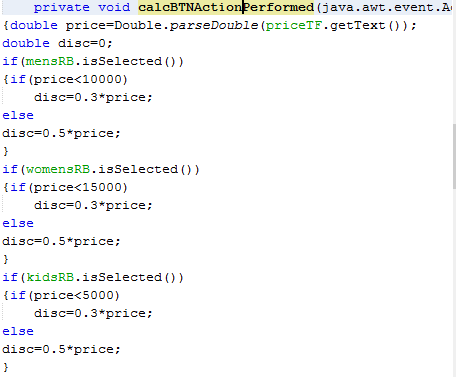 private void calcBTNActionPerformed(java.awt.event.A
{double price=Double.parseDouble(priceTF.getText());
double disc=0;
if(mensRB.isSelected())
{if(price<10000)
disc=0.3*price;
else
disc=0.5*price;
}
if(womensRB.isSelected())
{if(price<15000)
disc=0.3*price;
else
disc=0.5*price;
}
if(kidsRB.isSelected())
{if(price<5000)
disc=0.3*price;
else
disc=0.5*price;
}